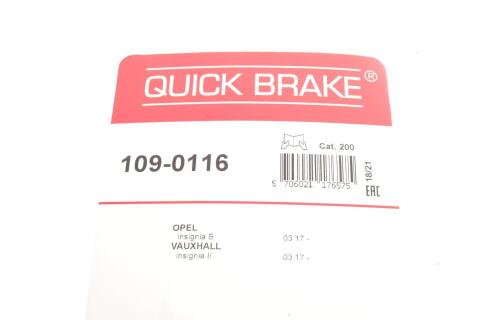 QUICK BRAKE®
109-0116
Cat. 200
5 706021 176575
18/21
EAC
OPEL
Insignia B 03.17 -
VAUXHALL
Insignia II 03.17 -